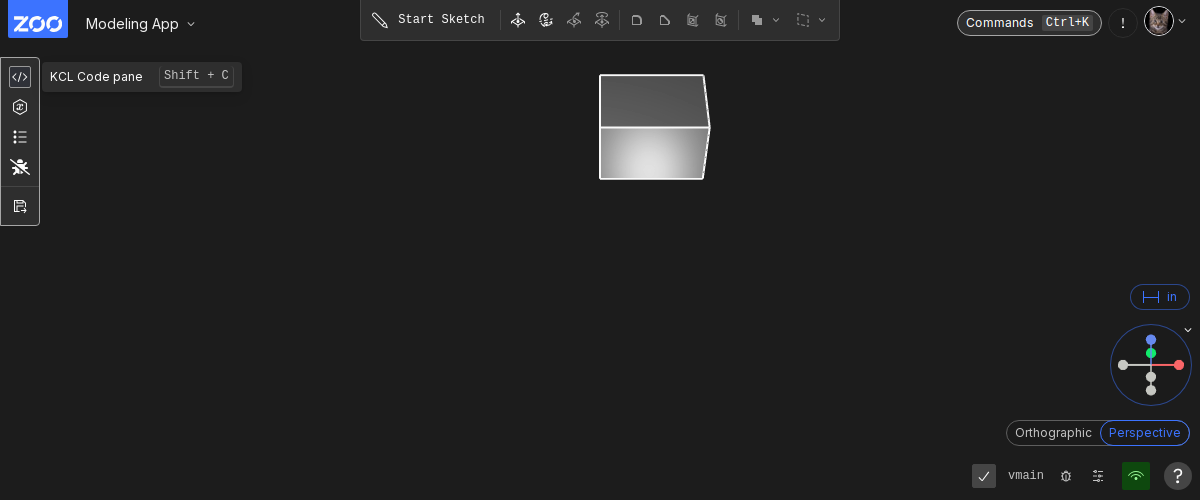 ZOO
Modeling App
Start Sketch
Commands Ctrl+K
!
KCL Code pane Shift + C
in
Orthographic Perspective
vmain
?